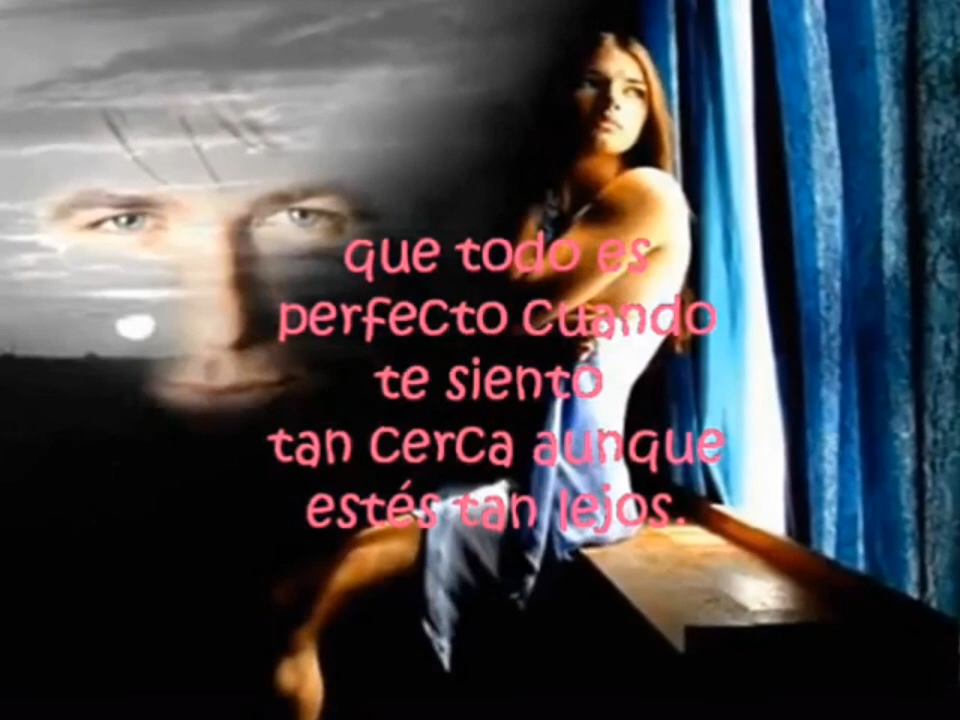 que todo es
perfecto cuando
te siento
tan cerca aunque
estés tan lejos.